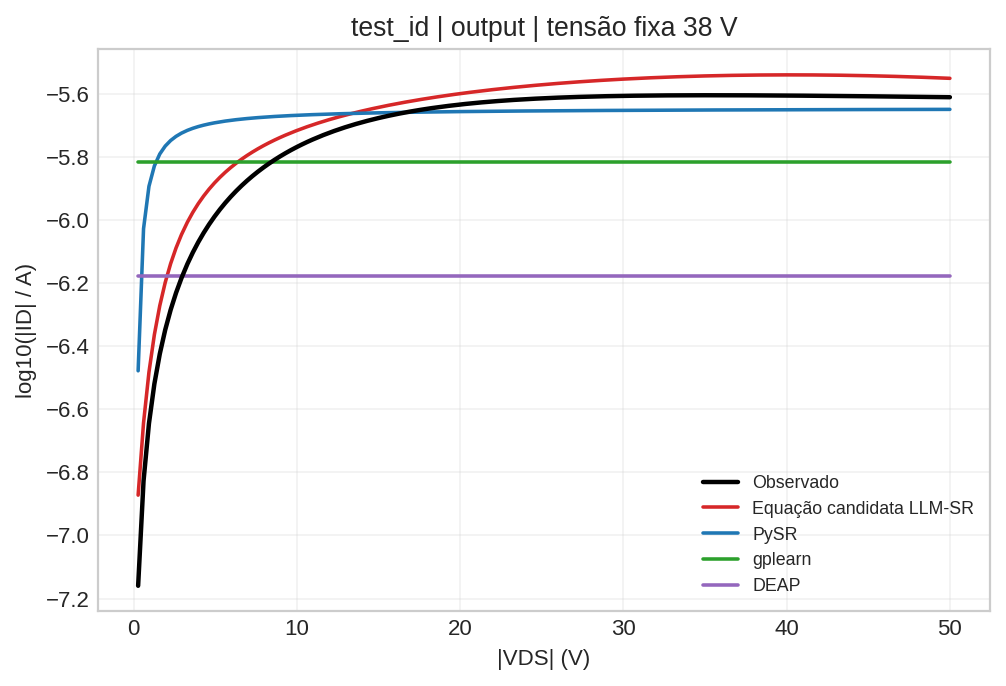 test_id | output | tensão fixa 38 V
log10(|ID| / A)
−5.6
−5.8
−6.0
−6.2
−6.4
−6.6
−6.8
−7.0
−7.2
Observado
Equação candidata LLM-SR
PySR
gplearn
DEAP
0 10 20 30 40 50
|VDS| (V)